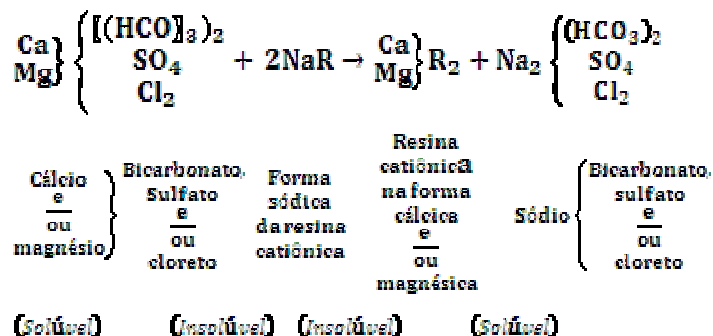 Ca
Mg} { [(HCO]₃)₂
SO₄
Cl₂ + 2NaR → Ca
Mg} R₂ + Na₂ { (HCO₃)₂
SO₄
Cl₂
Cálcio
e
ou
magnésio
Bicarbonato,
Sulfato
e
ou
cloreto
Forma
sódica
da resina
catiônica
Resina
catiônica
na forma
cálcica
e
ou
magnésica
Sódio
Bicarbonato,
sulfato
e
ou
cloreto
(Solúvel) (Insolúvel) (Insolúvel) (Solúvel)